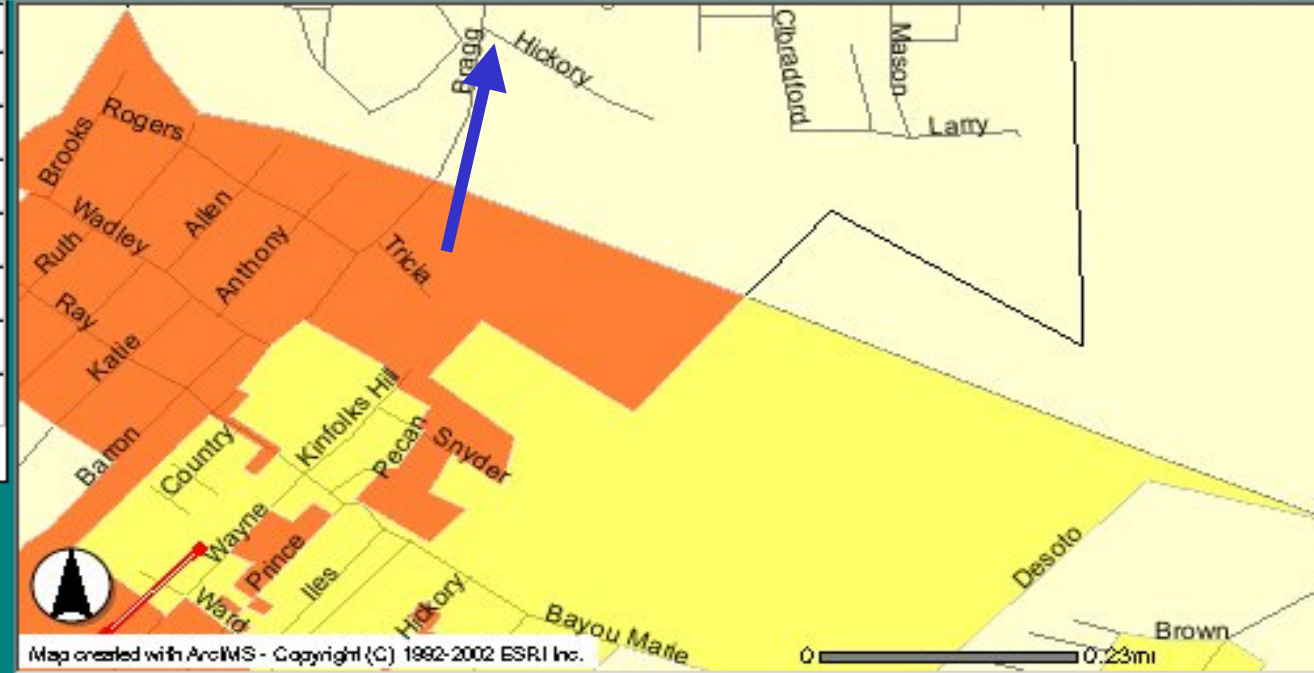 Bragg
Hickory
Cloradford
Mason
Larry
Rogers
Brooks
Wadley
Allen
Ruth
Anthony
Tricia
Ray
Katie
Kinfolks Hill
Barron
Country
Pecan
Snyder
Wayne
Prince
Iles
Ward
Hickory
Bayou Marie
Desoto
Brown
Map created with ArcIMS - Copyright (C) 1992-2002 ESRI Inc.
0 0.23mi